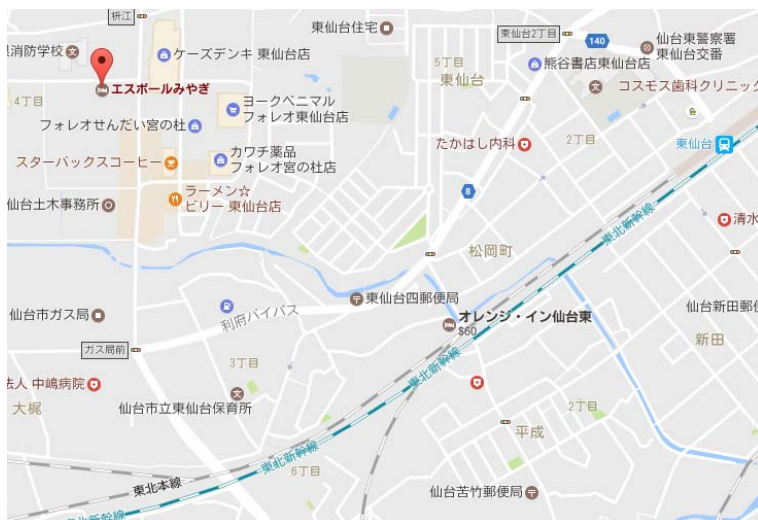 枡江
東仙台住宅
東仙台2丁目
140
仙台東警察署
東仙台交番
県消防学校
ケーズデンキ 東仙台店
5丁目
東仙台
熊谷書店東仙台店
エスポールみやぎ
コスモス歯科クリニック
4丁目
ヨークベニマル
フォレオ東仙台店
フォレオせんだい宮の杜
2丁目
たかはし内科
東仙台
スターバックスコーヒー
カワチ薬品
フォレオ宮の杜店
8
仙台土木事務所
ラーメン☆
ビリー 東仙台店
東北新幹線
清水
松岡町
東仙台四郵便局
仙台新田郵便
仙台市ガス局
利府バイパス
オレンジ・イン仙台東
$60
新田
ガス局前
東北新幹線
3丁目
法人 中嶋病院
大梶
仙台市立東仙台保育所
2丁目
平成
東北新幹線
6丁目
東北本線
仙台苦竹郵便局
東北新幹線